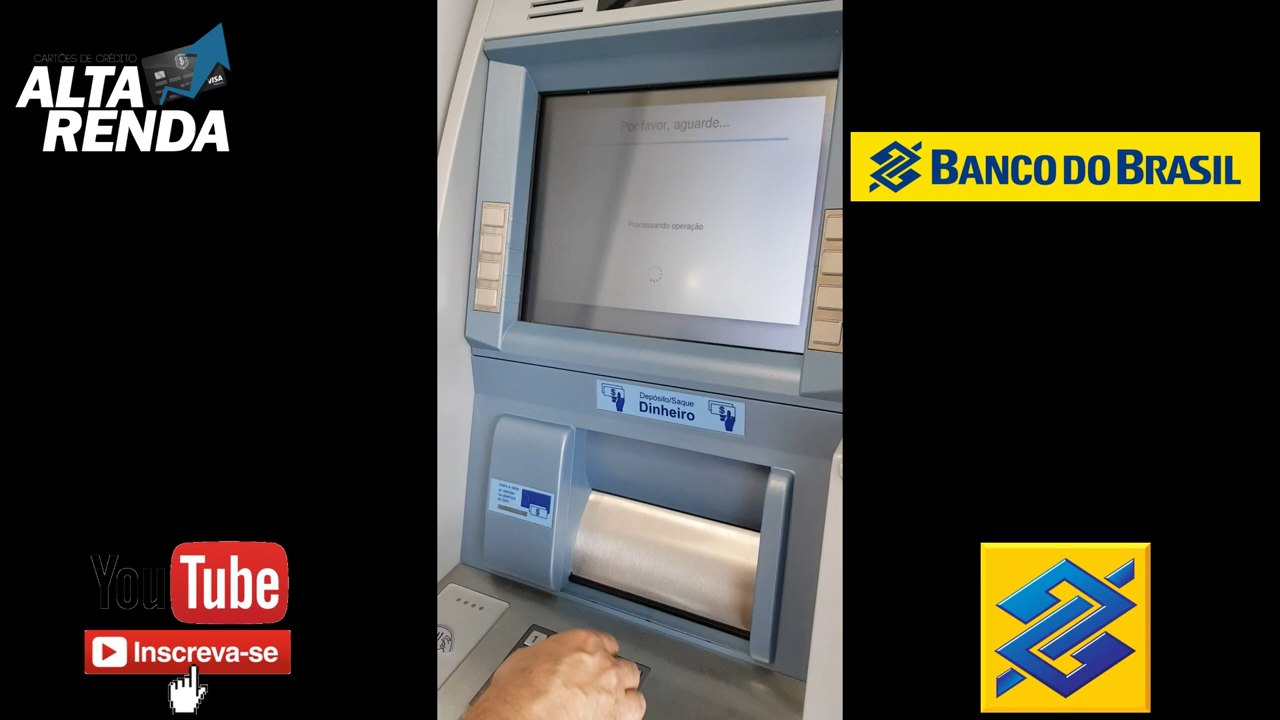 CARTÕES DE CRÉDITO
ALTA
RENDA
VISA
Por favor, aguarde...
Processando operação
BANCO DO BRASIL
Depósito/Saque
Dinheiro
$
$
1
YouTube
Inscreva-se